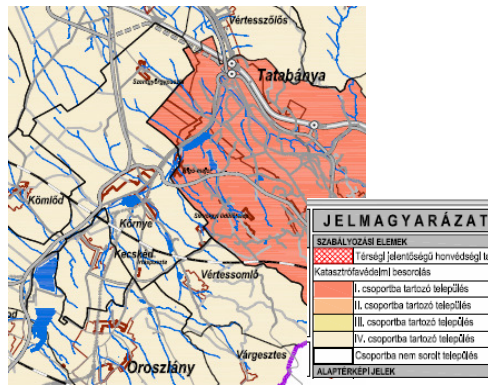 Vértesszőlős
Tatabánya
Kömlőd
Környe
Kecskéd
Vértessomló
Oroszlány
Várgesztes
JELMAGYARÁZAT
SZABÁLYOZÁSI ELEMEK
Térségi jelentőségű honvédségi
Katasztrófavédelmi besorolás
I. csoportba tartozó település
II. csoportba tartozó település
III. csoportba tartozó település
IV. csoportba tartozó település
Csoportba nem sorolt település
ALAPTÉRKÉPI JELEK